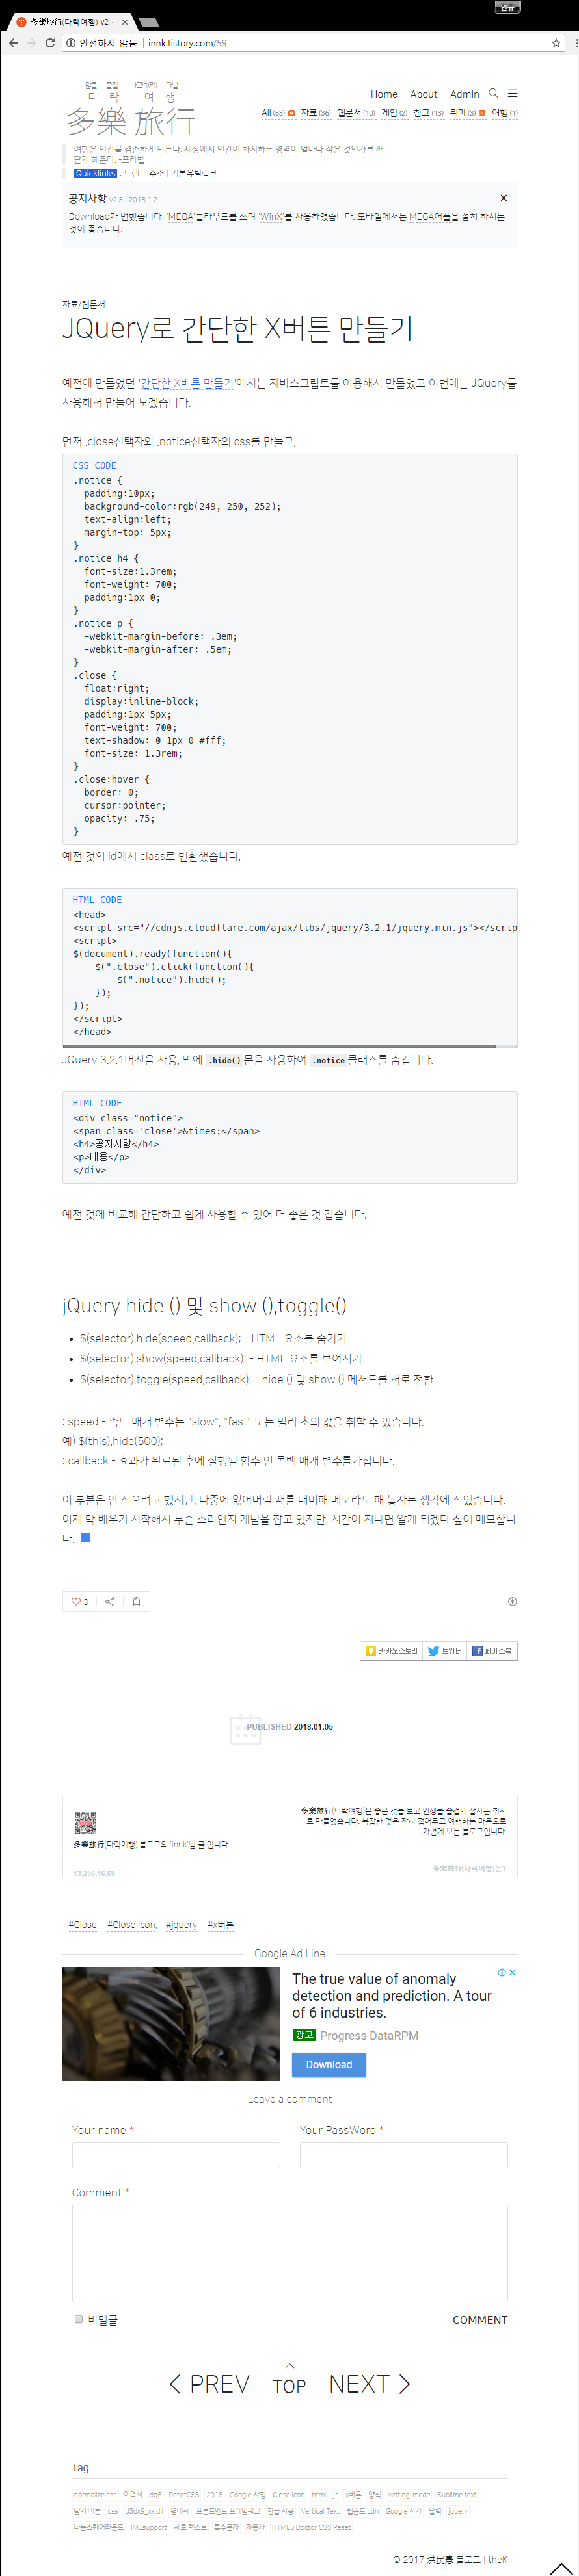 민규
多樂旅行(다락여행) v2
안전하지 않음 | innk.tistory.com/59
많을 즐길 나그네(려) 다닐
다 락 여 행
多樂 旅行
Home · About · Admin
All (53) 자료 (36) 웹문서 (10) 게임 (2) 참고 (13) 취미 (3) 여행 (1)
여행은 인간을 겸손하게 만든다. 세상에서 인간이 차지하는 영역이 얼마나 작은 것인가를 깨
닫게 해준다. -프리벨
Quicklinks : 토렌트 주소 | 기본유틸링크
공지사항 v2.5 : 2018.1.2
Download가 변했습니다. 'MEGA'클라우드를 쓰며 'WinX'를 사용하였습니다. 모바일에서는 MEGA어플을 설치 하시는
것이 좋습니다.
자료/웹문서
JQuery로 간단한 X버튼 만들기
예전에 만들었던 '간단한 X버튼 만들기'에서는 자바스크립트를 이용해서 만들었고 이번에는 JQuery를
사용해서 만들어 보겠습니다.
먼저 .close선택자와 .notice선택자의 css를 만들고,
CSS CODE
.notice {
padding:10px;
background-color:rgb(249, 250, 252);
text-align:left;
margin-top: 5px;
}
.notice h4 {
font-size:1.3rem;
font-weight: 700;
padding:1px 0;
}
.notice p {
-webkit-margin-before: .3em;
-webkit-margin-after: .5em;
}
.close {
float:right;
display:inline-block;
padding:1px 5px;
font-weight: 700;
text-shadow: 0 1px 0 #fff;
font-size: 1.3rem;
}
.close:hover {
border: 0;
cursor:pointer;
opacity: .75;
}
예전 것의 id에서 class로 변환했습니다.
HTML CODE
<head>
<script src="//cdnjs.cloudflare.com/ajax/libs/jquery/3.2.1/jquery.min.js"></scrip
<script>
$(document).ready(function(){
$(".close").click(function(){
$(".notice").hide();
});
});
</script>
</head>
JQuery 3.2.1버전을 사용, 밑에 .hide()문을 사용하여 .notice클래스를 숨깁니다.
HTML CODE
<div class="notice">
<span class='close'>&times;</span>
<h4>공지사항</h4>
<p>내용</p>
</div>
예전 것에 비교해 간단하고 쉽게 사용할 수 있어 더 좋은 것 같습니다.
jQuery hide () 및 show (),toggle()
• $(selector).hide(speed,callback); - HTML 요소를 숨기기
• $(selector).show(speed,callback); - HTML 요소를 보여지기
• $(selector).toggle(speed,callback); - hide () 및 show () 메서드를 서로 전환
: speed - 속도 매개 변수는 "slow", "fast" 또는 밀리 초의 값을 취할 수 있습니다.
예) $(this).hide(500);
: callback - 효과가 완료된 후에 실행될 함수 인 콜백 매개 변수를가집니다.
이 부분은 안 적으려고 했지만, 나중에 잃어버릴 때를 대비해 메모라도 해 놓자는 생각에 적었습니다.
이제 막 배우기 시작해서 무슨 소리인지 개념을 잡고 있지만, 시간이 지나면 알게 되겠다 싶어 메모합니
다.
3
카카오스토리 트위터 페이스북
PUBLISHED 2018.01.05
多樂旅行(다락여행)은 좋은 것을 보고 인생을 즐겁게 살자는 취지
로 만들었습니다. 복잡한 것은 잠시 접어두고 여행하는 마음으로
가볍게 보는 블로그입니다.
多樂旅行(다락여행) 블로그의 'innk'님 글 입니다.
13,256.16.69
多樂旅行(다락여행)은?
#Close, #Close icon, #jquery, #x버튼
Google Ad Line
The true value of anomaly
detection and prediction. A tour
of 6 industries.
광고 Progress DataRPM
Download
Leave a comment
Your name *
Your PassWord *
Comment *
비밀글
COMMENT
PREV TOP NEXT
Tag
normalize.css 이력서 dq6 ResetCSS 2018 Google 서칭 Close icon html js x버튼 양식 writing-mode Sublime text
닫기 버튼 css d3dx9_xx.dll 명대사 프론트엔드 프레임워크 한글 사용 Vertical Text 웹폰트 cdn Google 사기 달력 jquery
나눔스퀘어라운드 IMEsupport 세로 텍스트 특수문자 자동차 HTML5 Doctor CSS Reset
© 2017 洪民憙 블로그 | theK